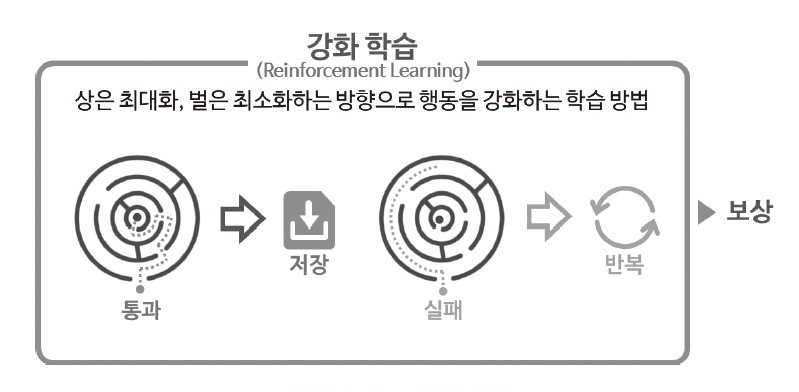 강화 학습
(Reinforcement Learning)
상은 최대화, 벌은 최소화하는 방향으로 행동을 강화하는 학습 방법
통과
저장
실패
반복
보상